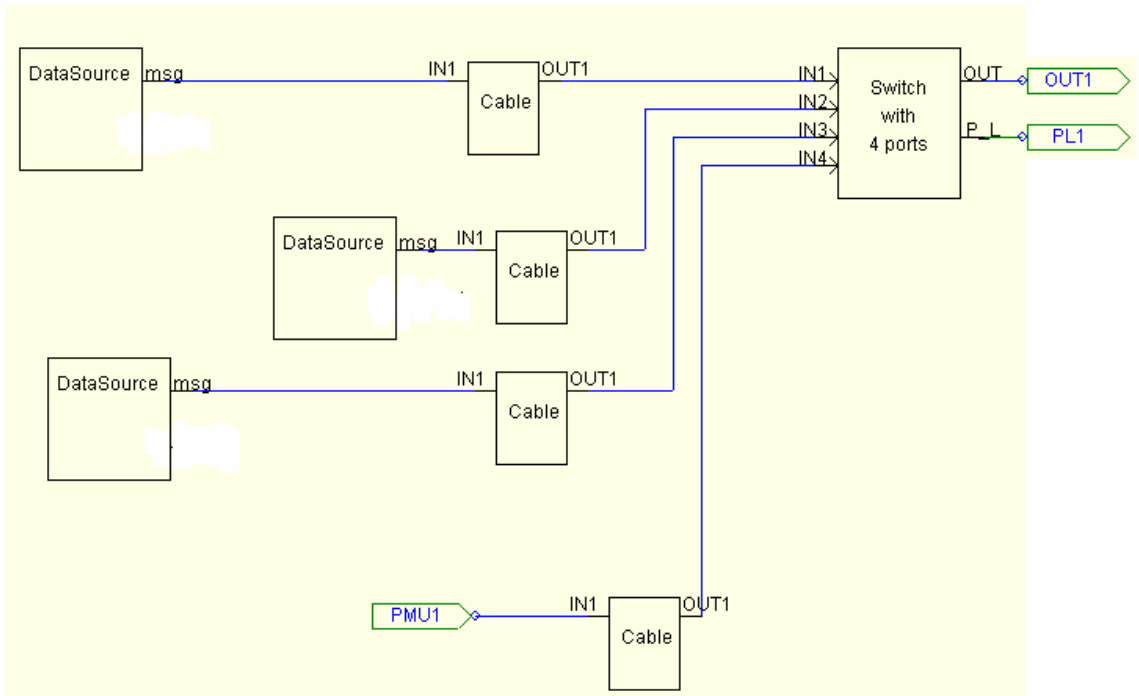 DataSource msg IN1 OUT1 IN1 OUT OUT1
Cable Switch
IN2
with
IN3 P_L PL1
4 ports
IN4
DataSource msg IN1 OUT1
Cable
DataSource msg IN1 OUT1
Cable
PMU1 IN1 OUT1
Cable